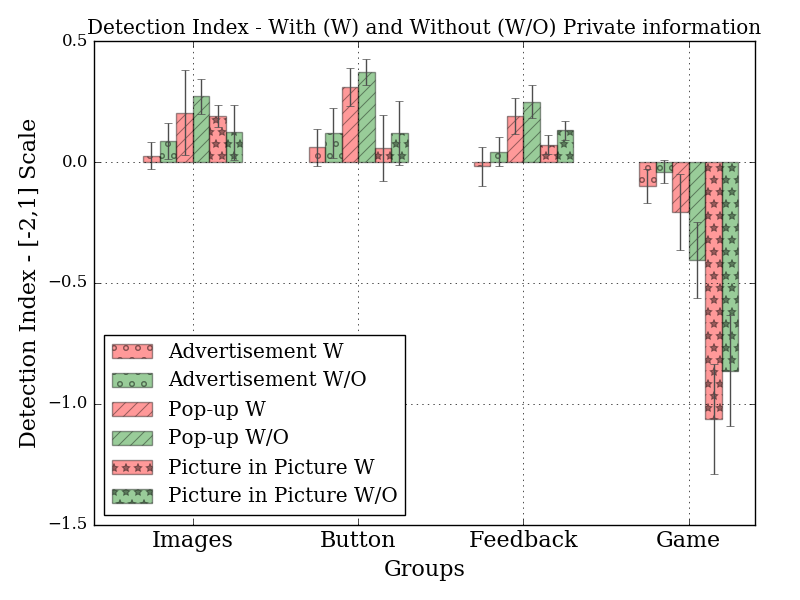 Detection Index - With (W) and Without (W/O) Private information
Detection Index - [-2,1] Scale
0.5
0.0
−0.5
−1.0
−1.5
Advertisement W
Advertisement W/O
Pop-up W
Pop-up W/O
Picture in Picture W
Picture in Picture W/O
Images Button Feedback Game
Groups